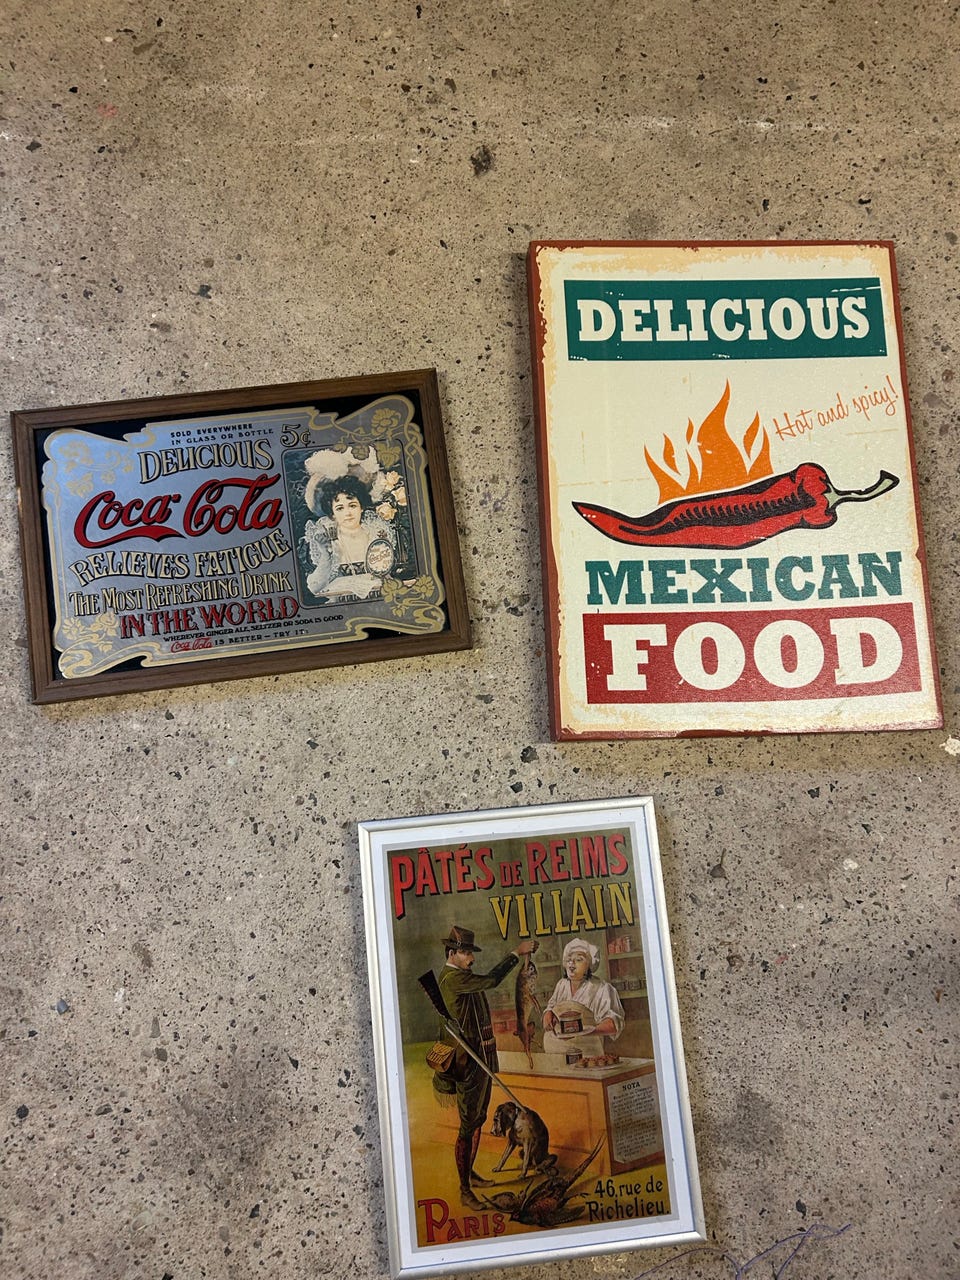 SOLD EVERYWHERE
IN GLASS OR BOTTLE 5¢
DELICIOUS
Coca-Cola
RELIEVES FATIGUE
THE MOST REFRESHING DRINK
IN THE WORLD
WHEREVER GINGER ALE, SELTZER OR SODA IS GOOD
Coca-Cola IS BETTER - TRY IT.
DELICIOUS
Hot and spicy!
MEXICAN
FOOD
PÂTÉS DE REIMS
VILLAIN
NOTA
PARIS
46, rue de
Richelieu.